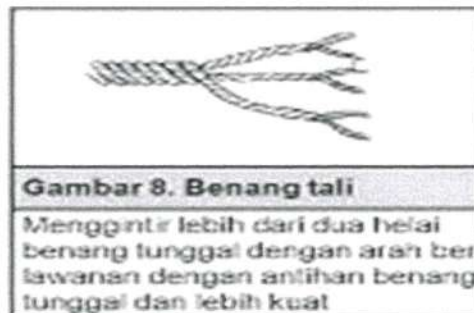 Gambar 8. Benang tali
Menggintir lebih dari dua helai
benang tunggal dengan arah ber
lawanan dengan antihan benang
tunggal dan lebih kuat